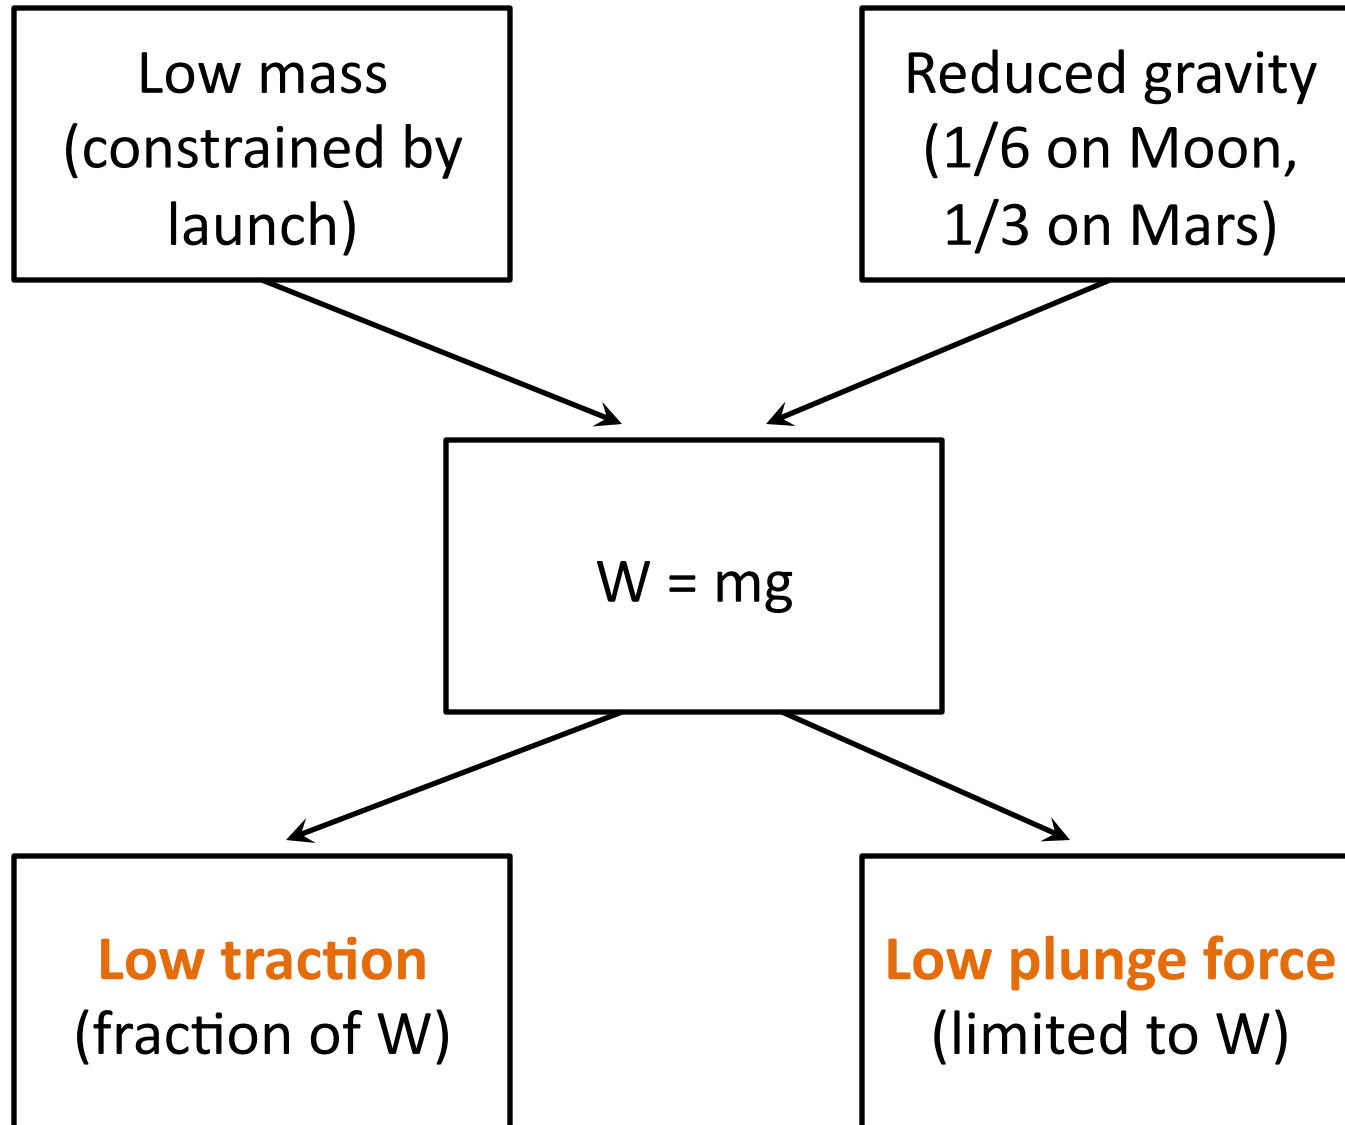 Low mass
(constrained by
launch)
Reduced gravity
(1/6 on Moon,
1/3 on Mars)
W = mg
Low traction
(fraction of W)
Low plunge force
(limited to W)